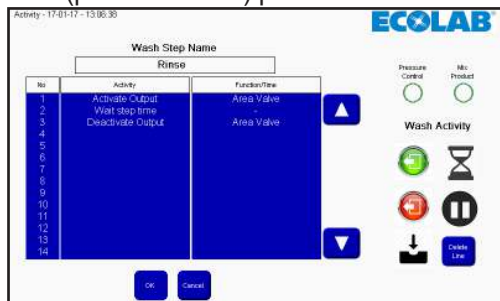 Activity - 17-01-17 - 13:06:38
ECOLAB
Wash Step Name
Rinse
No Activity Function/Time
1 Activate Output Area Valve
2 Wait step time -
3 Deactivate Output Area Valve
4
5
6
7
8
9
10
11
12
13
14
OK
Cancel
Pressure Control
Mic Product
Wash Activity
Delete Line